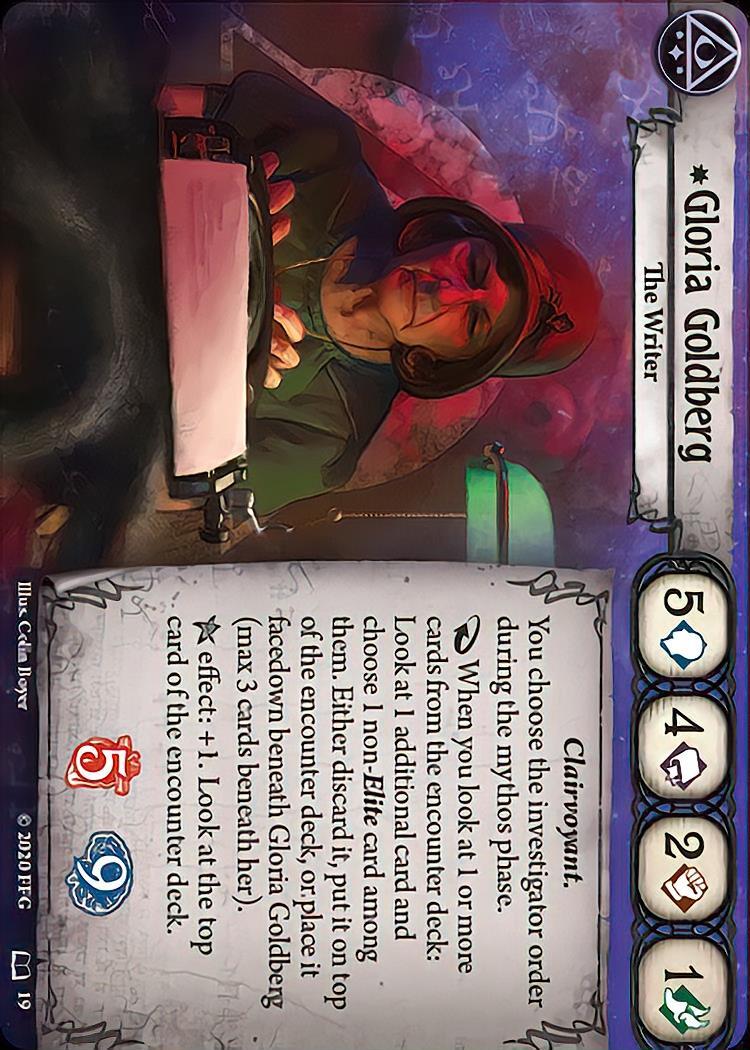 Gloria Goldberg
The Writer
5 4 2 1
Clairvoyant.
You choose the investigator order
during the mythos phase.
When you look at 1 or more
cards from the encounter deck:
Look at 1 additional card and
choose 1 non-Elite card among
them. Either discard it, put it on top
of the encounter deck, or place it
facedown beneath Gloria Goldberg
(max 3 cards beneath her).
effect: +1. Look at the top
card of the encounter deck.
5 9
Illus. Colin Boyer © 2020 FFG 19